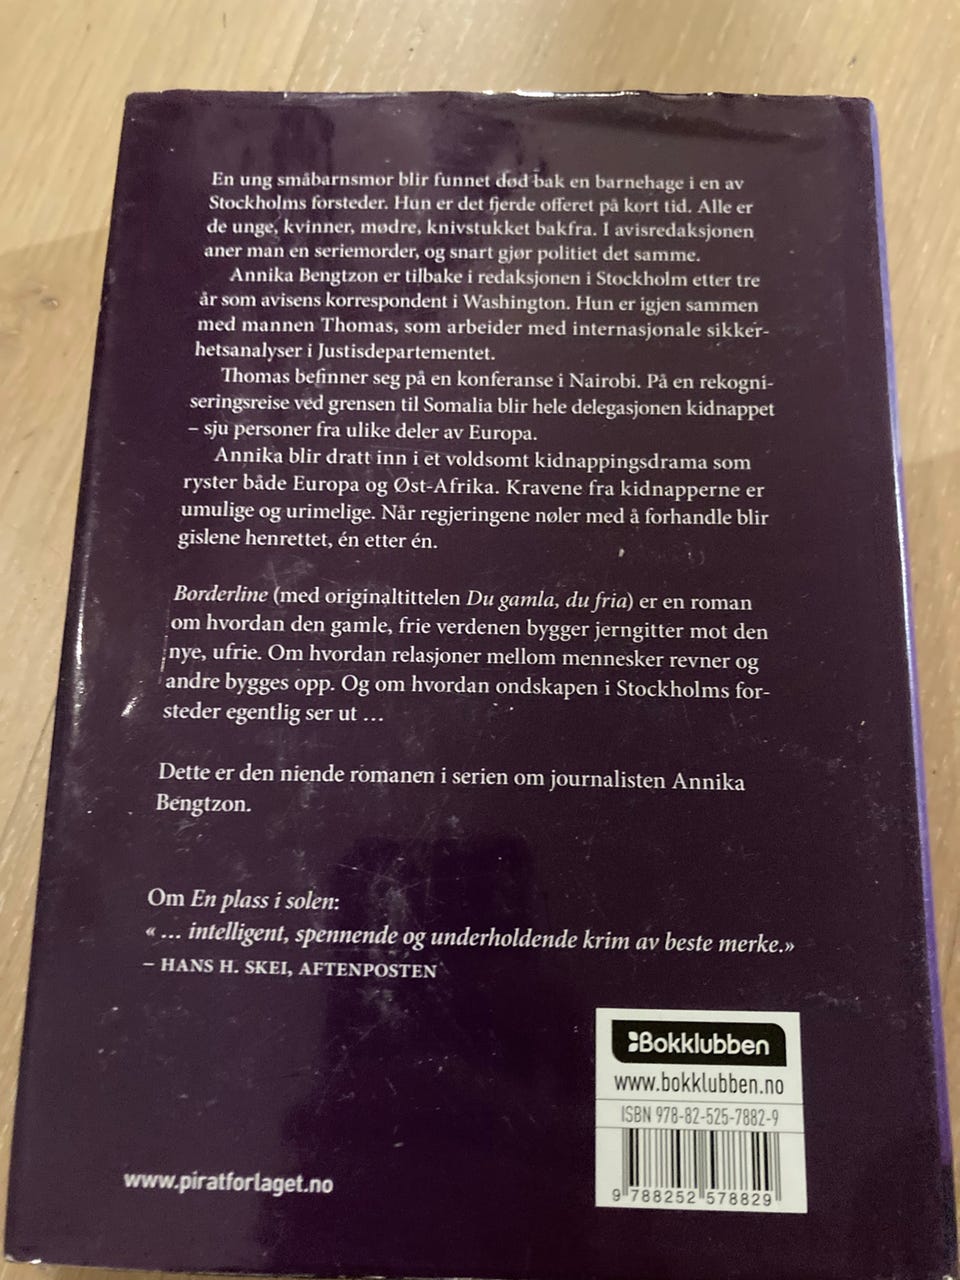 En ung småbarnsmor blir funnet død bak en barnehage i en av
Stockholms forsteder. Hun er det fjerde offeret på kort tid. Alle er
de unge, kvinner, mødre, knivstukket bakfra. I avisredaksjonen
aner man en seriemorder, og snart gjør politiet det samme.
Annika Bengtzon er tilbake i redaksjonen i Stockholm etter tre
år som avisens korrespondent i Washington. Hun er igjen sammen
med mannen Thomas, som arbeider med internasjonale sikker-
hetsanalyser i Justisdepartementet.
Thomas befinner seg på en konferanse i Nairobi. På en rekogni-
seringsreise ved grensen til Somalia blir hele delegasjonen kidnappet
– sju personer fra ulike deler av Europa.
Annika blir dratt inn i et voldsomt kidnappingsdrama som
ryster både Europa og Øst-Afrika. Kravene fra kidnapperne er
umulige og urimelige. Når regjeringene nøler med å forhandle blir
gislene henrettet, én etter én.
Borderline (med originaltittelen Du gamla, du fria) er en roman
om hvordan den gamle, frie verdenen bygger jerngitter mot den
nye, ufrie. Om hvordan relasjoner mellom mennesker revner og
andre bygges opp. Og om hvordan ondskapen i Stockholms for-
steder egentlig ser ut …
Dette er den niende romanen i serien om journalisten Annika
Bengtzon.
Om En plass i solen:
« … intelligent, spennende og underholdende krim av beste merke.»
– HANS H. SKEI, AFTENPOSTEN
Bokklubben
www.bokklubben.no
ISBN 978-82-525-7882-9
9 788252 578829
www.piratforlaget.no